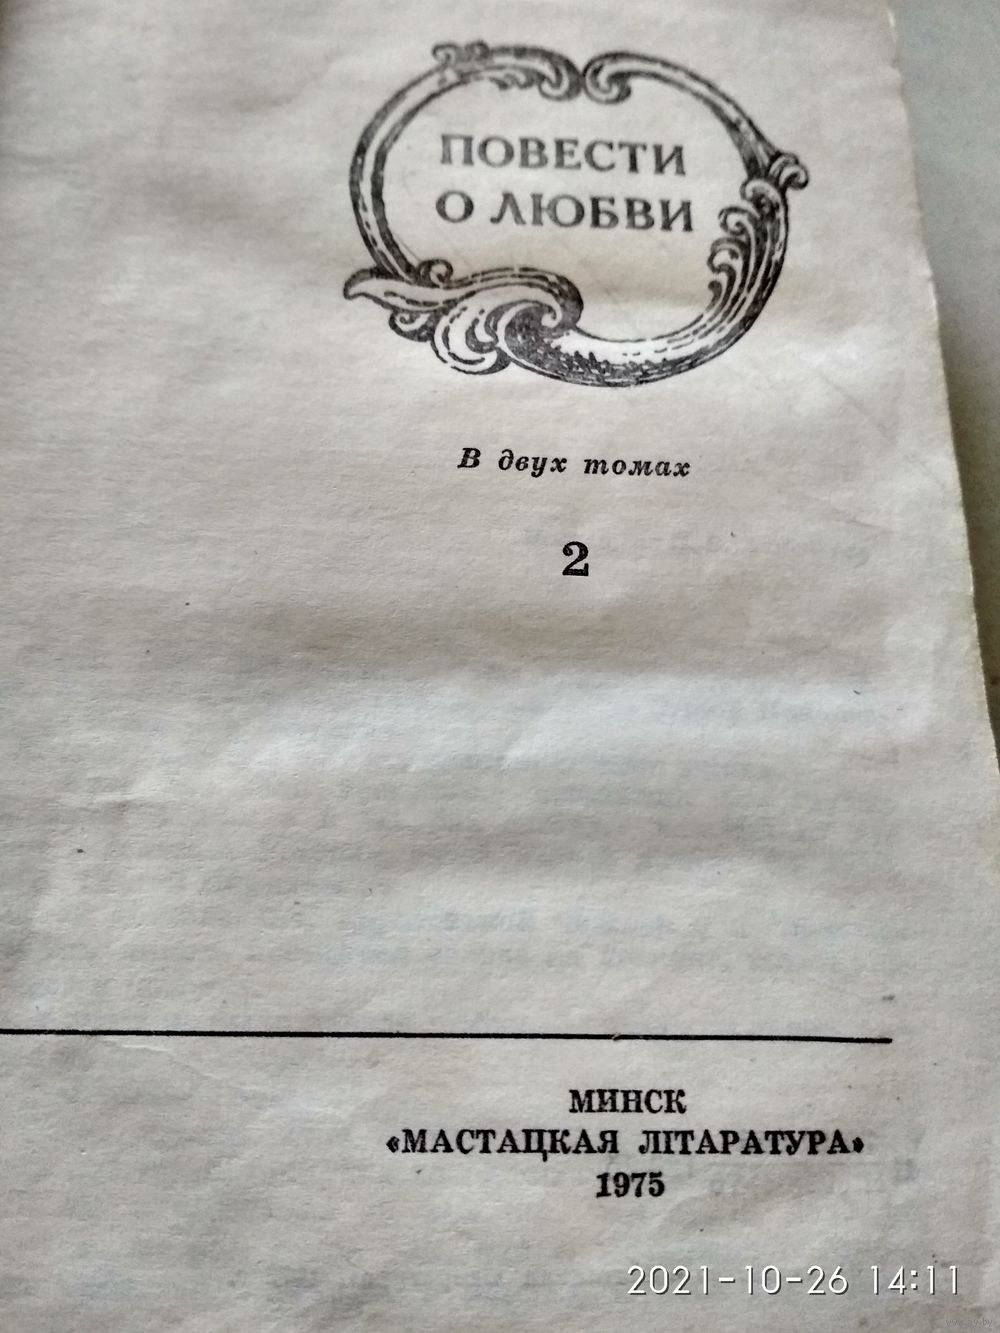 ПОВЕСТИ
О ЛЮБВИ
В двух томах
2
МИНСК
«МАСТАЦКАЯ ЛІТАРАТУРА»
1975
2021-10-26 14:11